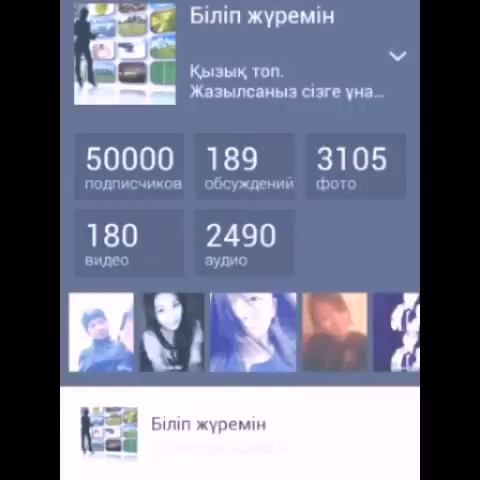 Біліп жүремін
Қызық топ.
Жазылсаныз сізге ұна...
50000
подписчиков
189
обсуждений
3105
фото
180
видео
2490
аудио
Біліп жүремін